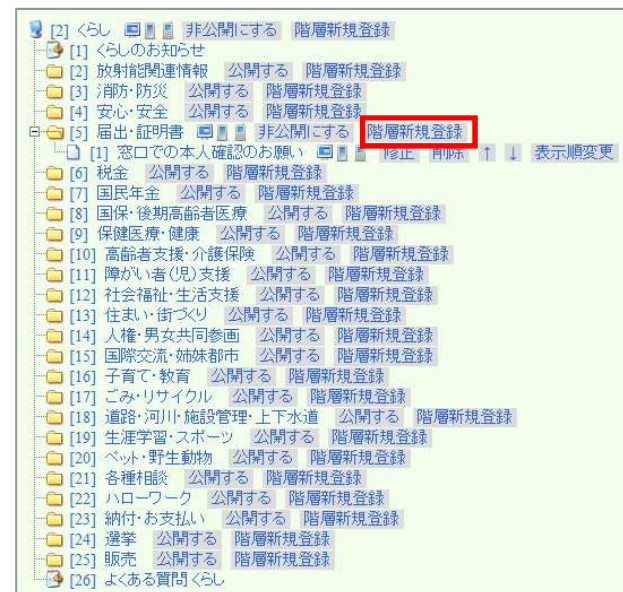 [2] くらし 非公開にする 階層新規登録
[1] くらしのお知らせ
[2] 放射能関連情報 公開する 階層新規登録
[3] 消防・防災 公開する 階層新規登録
[4] 安心・安全 公開する 階層新規登録
[5] 届出・証明書 非公開にする 階層新規登録
[1] 窓口での本人確認のお願い 修正 削除 ↑ ↓ 表示順変更
[6] 税金 公開する 階層新規登録
[7] 国民年金 公開する 階層新規登録
[8] 国保・後期高齢者医療 公開する 階層新規登録
[9] 保健医療・健康 公開する 階層新規登録
[10] 高齢者支援・介護保険 公開する 階層新規登録
[11] 障がい者(児)支援 公開する 階層新規登録
[12] 社会福祉・生活支援 公開する 階層新規登録
[13] 住まい・街づくり 公開する 階層新規登録
[14] 人権・男女共同参画 公開する 階層新規登録
[15] 国際交流・姉妹都市 公開する 階層新規登録
[16] 子育て・教育 公開する 階層新規登録
[17] ごみ・リサイクル 公開する 階層新規登録
[18] 道路・河川・施設管理・上下水道 公開する 階層新規登録
[19] 生涯学習・スポーツ 公開する 階層新規登録
[20] ペット・野生動物 公開する 階層新規登録
[21] 各種相談 公開する 階層新規登録
[22] ハローワーク 公開する 階層新規登録
[23] 納付・お支払い 公開する 階層新規登録
[24] 選挙 公開する 階層新規登録
[25] 販売 公開する 階層新規登録
[26] よくある質問くらし